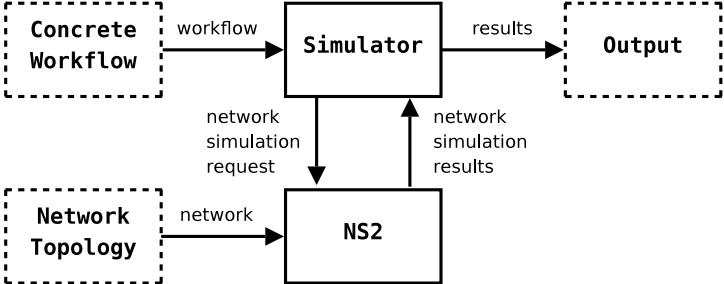 Concrete
Workflow
workflow
Simulator
results
Output
network
simulation
request
network
simulation
results
Network
Topology
network
NS2